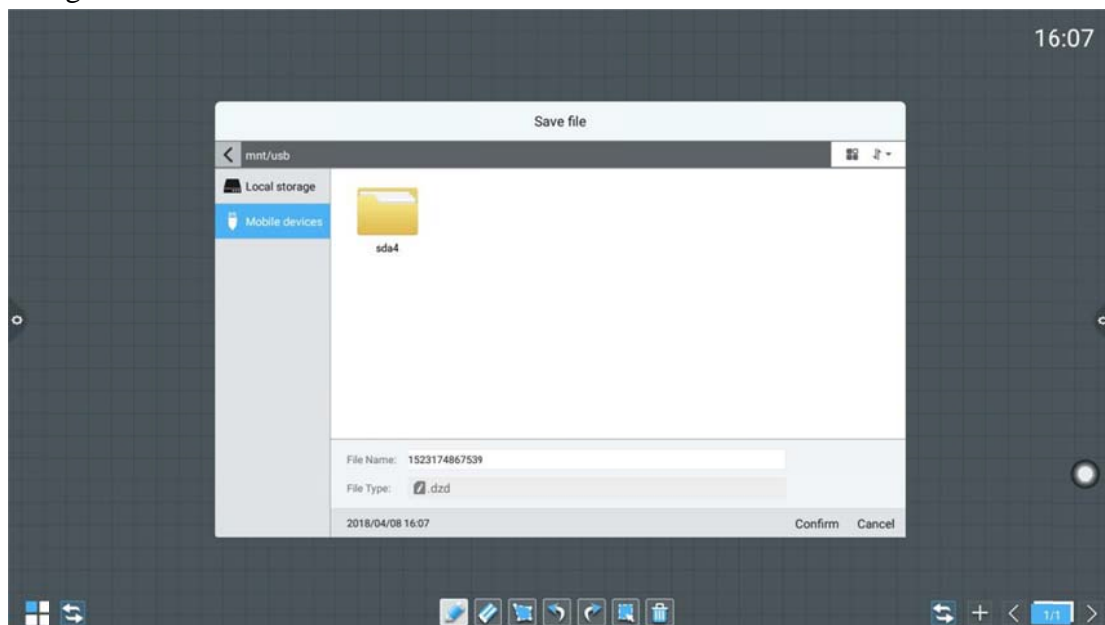 16:07
Save file
mnt/usb
Local storage
Mobile devices
sda4
File Name: 1523174867539
File Type: .dzd
2018/04/08 16:07
Confirm Cancel
1/1